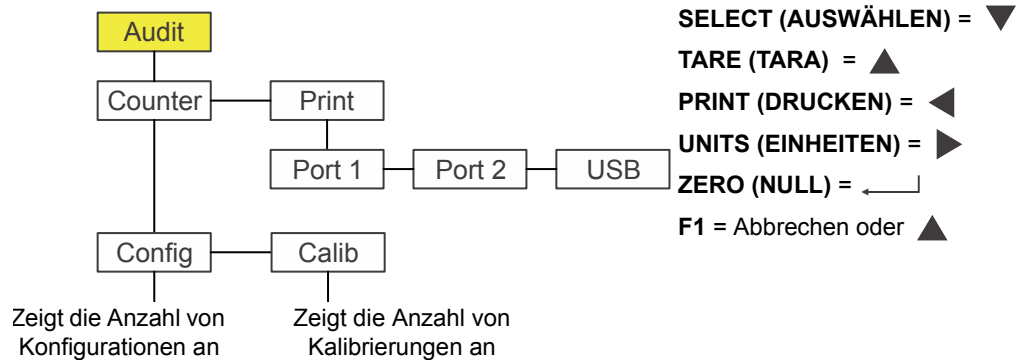 Audit
Counter
Print
Port 1
Port 2
USB
Config
Calib
Zeigt die Anzahl von
Konfigurationen an
Zeigt die Anzahl von
Kalibrierungen an
SELECT (AUSWÄHLEN) = ▼
TARE (TARA) = ▲
PRINT (DRUCKEN) = ◀
UNITS (EINHEITEN) = ▶
ZERO (NULL) = ↵
F1 = Abbrechen oder ▲